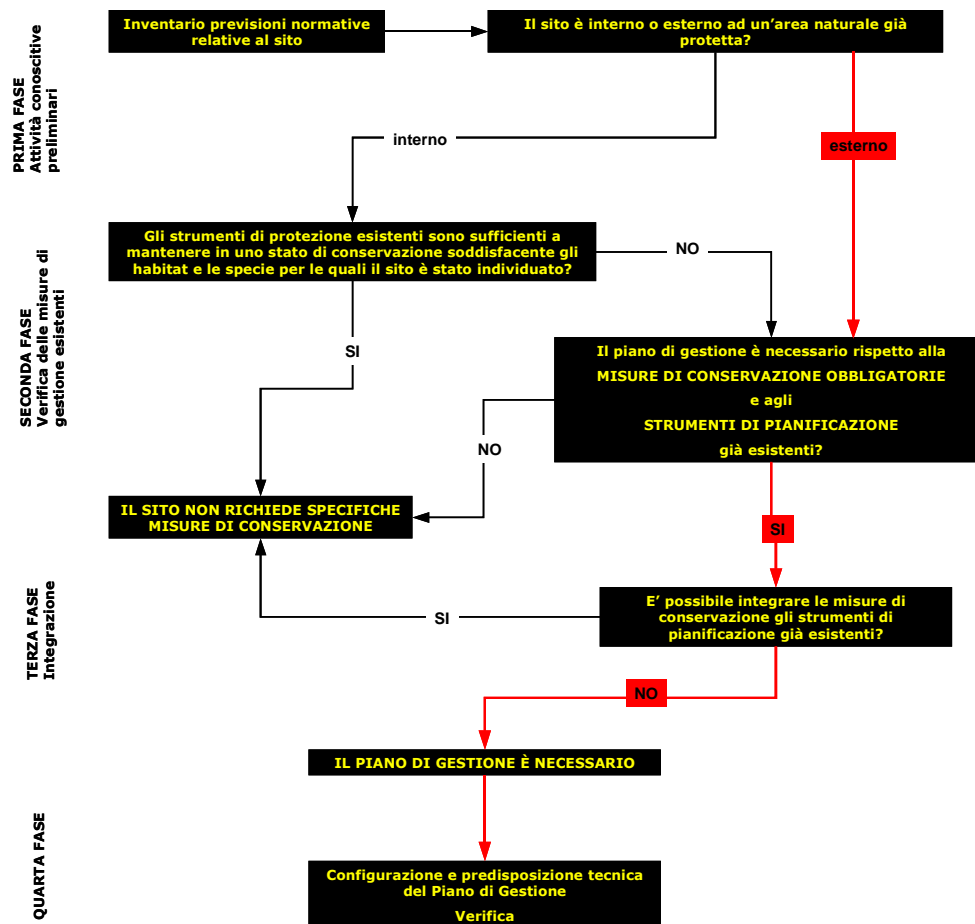 Inventario previsioni normative
relative al sito
Il sito è interno o esterno ad un'area naturale già
protetta?
PRIMA FASE
Attività conoscitive
preliminari
interno
esterno
Gli strumenti di protezione esistenti sono sufficienti a
mantenere in uno stato di conservazione soddisfacente gli
habitat e le specie per le quali il sito è stato individuato?
NO
SECONDA FASE
Verifica delle misure di
gestione esistenti
SI
Il piano di gestione è necessario rispetto alla
MISURE DI CONSERVAZIONE OBBLIGATORIE
e agli
STRUMENTI DI PIANIFICAZIONE
già esistenti?
NO
IL SITO NON RICHIEDE SPECIFICHE
MISURE DI CONSERVAZIONE
SI
TERZA FASE
Integrazione
E' possibile integrare le misure di
conservazione gli strumenti di
pianificazione già esistenti?
SI
NO
IL PIANO DI GESTIONE È NECESSARIO
QUARTA FASE
Configurazione e predisposizione tecnica
del Piano di Gestione
Verifica